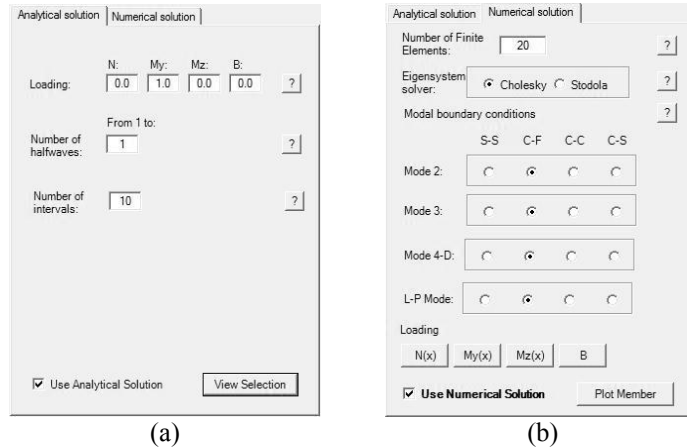 Analytical solution Numerical solution
N: My: Mz: B:
Loading: 0.0 1.0 0.0 0.0 ?
From 1 to:
Number of
halfwaves: 1 ?
Number of
intervals: 10 ?
Use Analytical Solution View Selection
(a)
Analytical solution Numerical solution
Number of Finite
Elements: 20 ?
Eigensystem
solver: Cholesky Stodola ?
Modal boundary conditions ?
S-S C-F C-C C-S
Mode 2:
Mode 3:
Mode 4-D:
L-P Mode:
Loading
N(x) My(x) Mz(x) B
Use Numerical Solution Plot Member
(b)